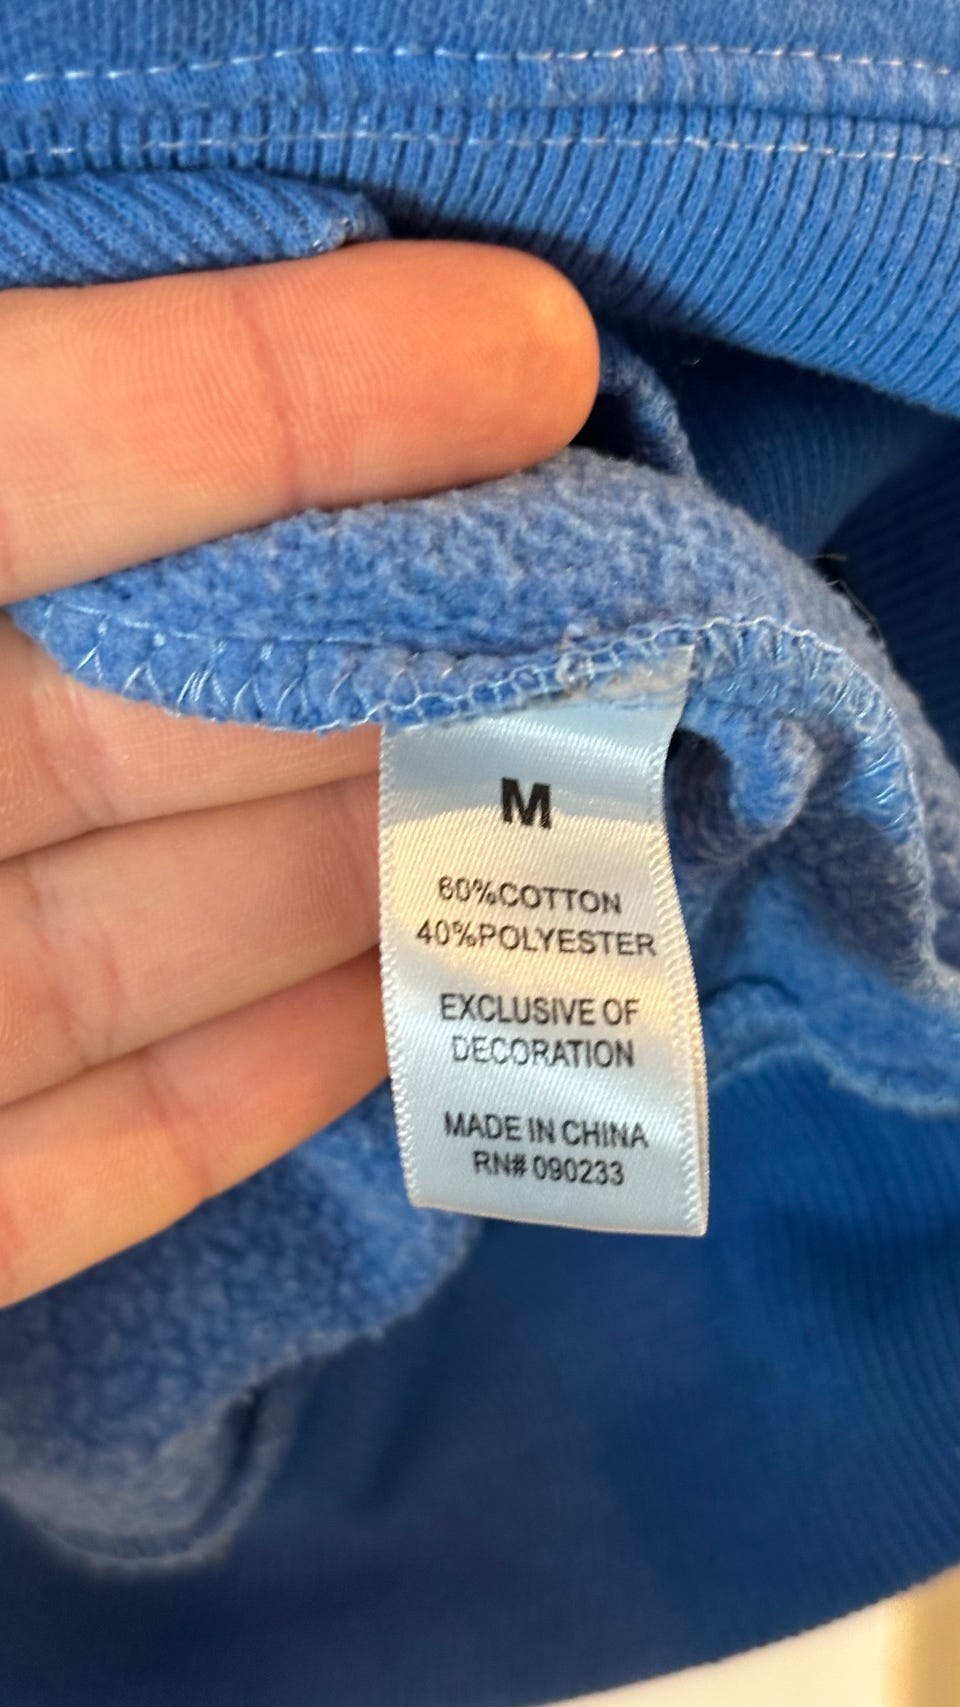 M
60%COTTON
40%POLYESTER
EXCLUSIVE OF
DECORATION
MADE IN CHINA
RN# 090233